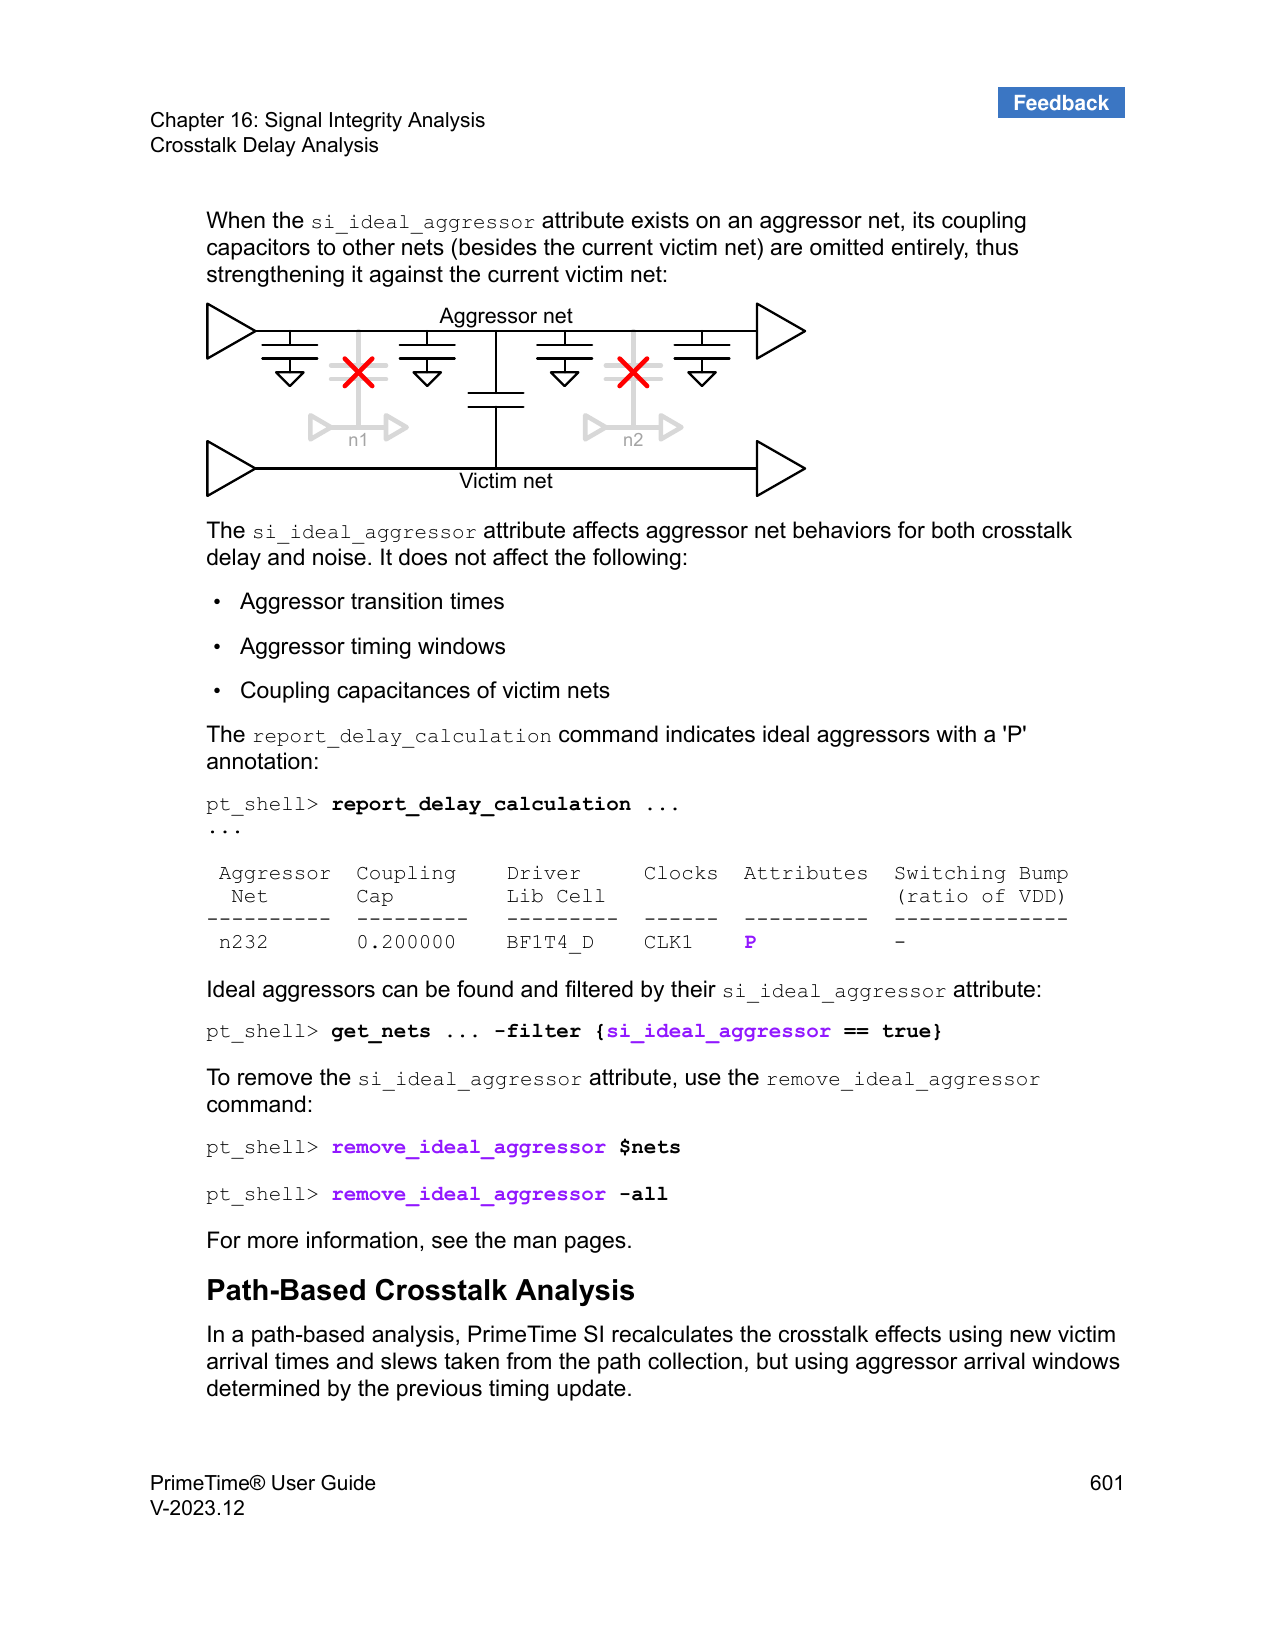 Feedback
Chapter 16: Signal Integrity Analysis
Crosstalk Delay Analysis
When the si_ideal_aggressor attribute exists on an aggressor net, its coupling
capacitors to other nets (besides the current victim net) are omitted entirely, thus
strengthening it against the current victim net:
Aggressor net
n1
n2
Victim net
The si_ideal_aggressor attribute affects aggressor net behaviors for both crosstalk
delay and noise. It does not affect the following:
• Aggressor transition times
• Aggressor timing windows
• Coupling capacitances of victim nets
The report_delay_calculation command indicates ideal aggressors with a 'P'
annotation:
pt_shell> report_delay_calculation ...
...
Aggressor  Coupling    Driver     Clocks  Attributes  Switching Bump
Net        Cap         Lib Cell                       (ratio of VDD)
----------  ---------   ---------  ------  ----------  --------------
n232       0.200000    BF1T4_D    CLK1    P           -
Ideal aggressors can be found and filtered by their si_ideal_aggressor attribute:
pt_shell> get_nets ... -filter {si_ideal_aggressor == true}
To remove the si_ideal_aggressor attribute, use the remove_ideal_aggressor
command:
pt_shell> remove_ideal_aggressor $nets
pt_shell> remove_ideal_aggressor -all
For more information, see the man pages.
Path-Based Crosstalk Analysis
In a path-based analysis, PrimeTime SI recalculates the crosstalk effects using new victim
arrival times and slews taken from the path collection, but using aggressor arrival windows
determined by the previous timing update.
PrimeTime® User Guide 601
V-2023.12